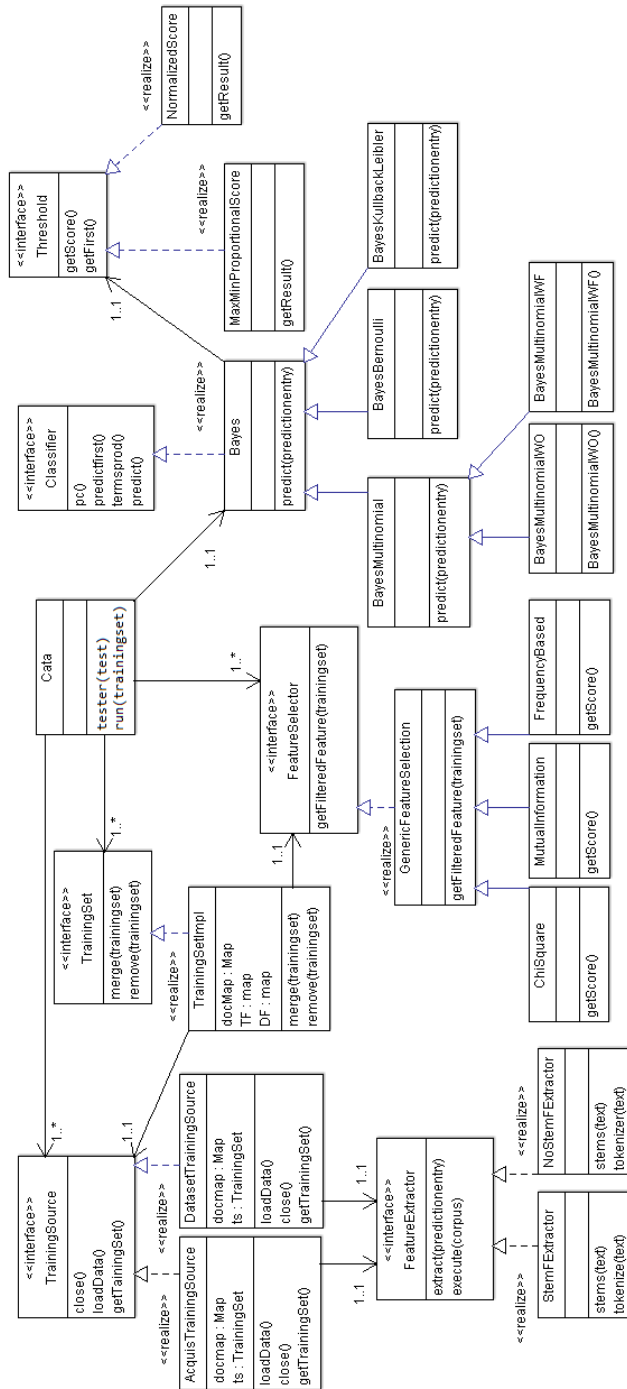 <<interface>>
TrainingSource
close()
loadData()
getTainingSet()
1..*
1..1
<<interface>>
TrainingSet
merge(trainingset)
remove(trainingset)
1..*
Cata
tester(test)
run(trainingset)
<<interface>>
Classifier
pc()
predictfirst()
termsprod()
predict()
<<interface>>
Threshold
getScore()
getFirst()
1..1
<<realize>>
<<realize>>
<<realize>>
<<realize>>
<<realize>>
<<realize>>
AcquisTrainingSource
docmap : Map
ts : TrainingSet
loadData()
close()
getTrainingSet()
DatasetTrainingSource
docmap : Map
ts : TrainingSet
loadData()
close()
getTrainingSet()
TrainingSetImpl
docMap : Map
TF : map
DF : map
merge(trainingset)
remove(trainingset)
1..1
1..*
1..1
Bayes
predict(predictionentry)
MaxMinProportionalScore
getResult()
NormalizedScore
getResult()
<<interface>>
FeatureSelector
getFilteredFeature(trainingset)
1..1
1..1
<<interface>>
FeatureExtractor
extract(predictionentry)
execute(corpus)
<<realize>>
GenericFeatureSelection
getFilteredFeature(trainingset)
BayesMultinomial
predict(predictionentry)
BayesBernoulli
predict(predictionentry)
BayesKullbackLeibler
predict(predictionentry)
<<realize>>
<<realize>>
StemFExtractor
stems(text)
tokenize(text)
NoStemFExtractor
stems(text)
tokenizer(text)
ChiSquare
getScore()
MutualInformation
getScore()
FrequencyBased
getScore()
BayesMultinomialWO
BayesMultinomialWO()
BayesMultinomialWF
BayesMultinomialWF()